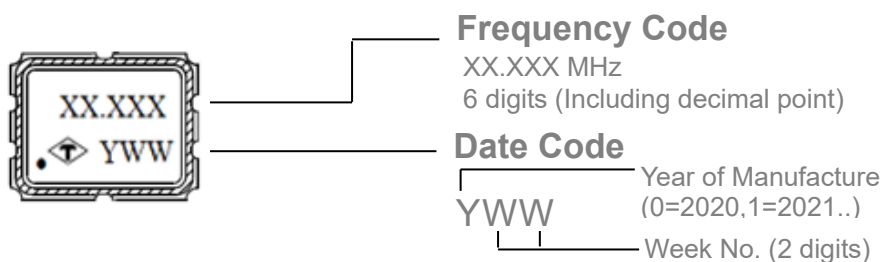 Frequency Code
XX.XXX MHz
6 digits (Including decimal point)
XX.XXX
T YWW
Date Code
Year of Manufacture
(0=2020,1=2021..)
YWW
Week No. (2 digits)